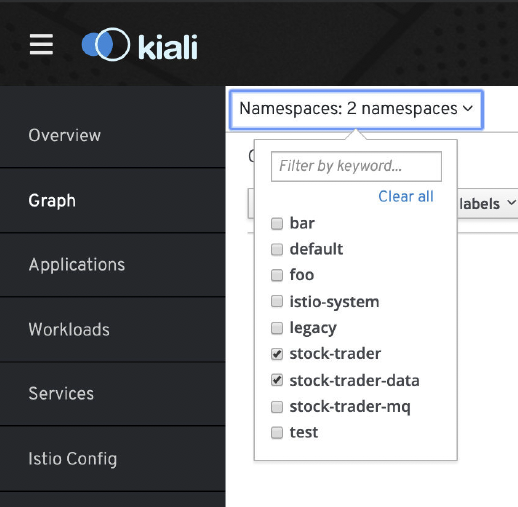 kiali
Namespaces: 2 namespaces
Overview
Graph
Applications
Workloads
Services
Istio Config
Filter by keyword...
Clear all
labels
bar
default
foo
istio-system
legacy
stock-trader
stock-trader-data
stock-trader-mq
test